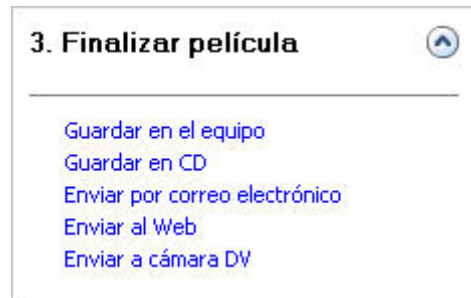 3. Finalizar película
Guardar en el equipo
Guardar en CD
Enviar por correo electrónico
Enviar al Web
Enviar a cámara DV